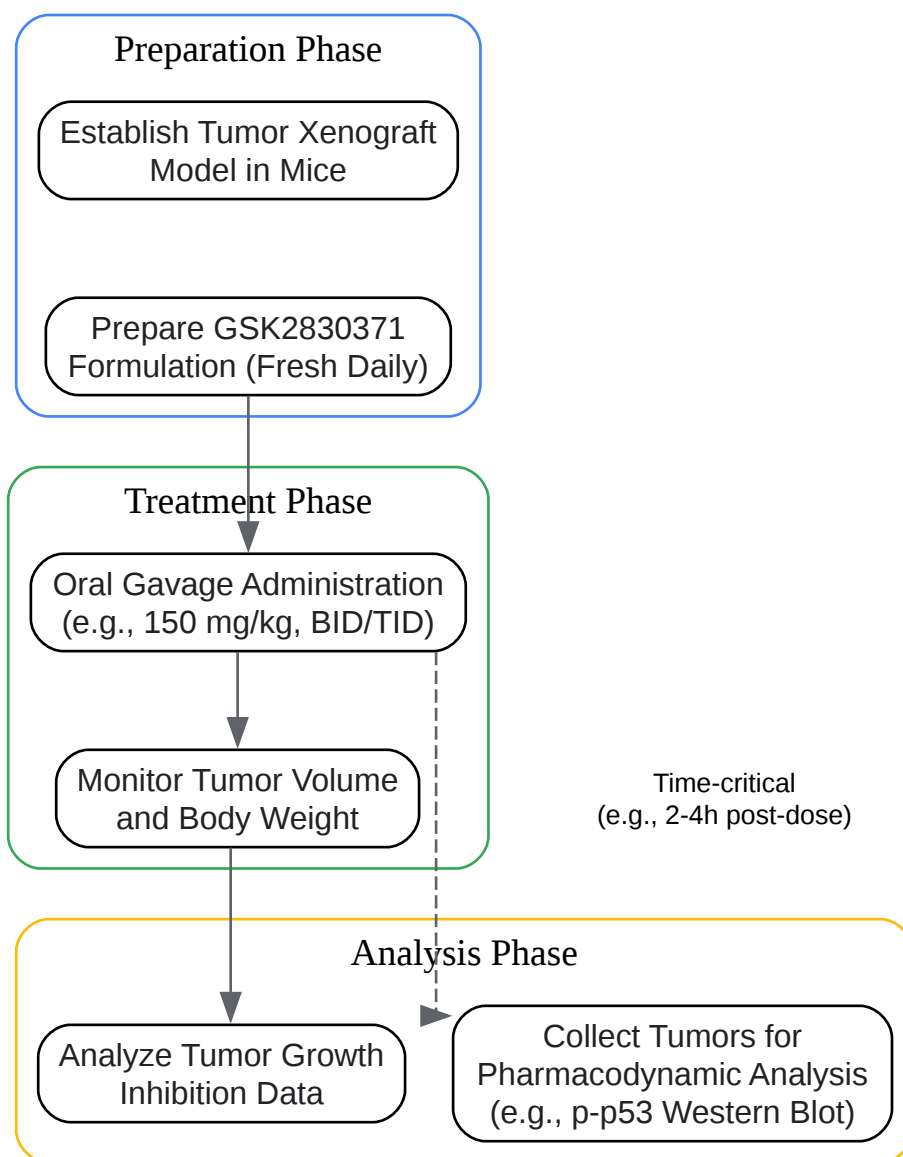 Preparation Phase
Establish Tumor Xenograft
Model in Mice
Prepare GSK2830371
Formulation (Fresh Daily)
Treatment Phase
Oral Gavage Administration
(e.g., 150 mg/kg, BID/TID)
Monitor Tumor Volume
and Body Weight
Time-critical
(e.g., 2-4h post-dose)
Analysis Phase
Analyze Tumor Growth
Inhibition Data
Collect Tumors for
Pharmacodynamic Analysis
(e.g., p-p53 Western Blot)